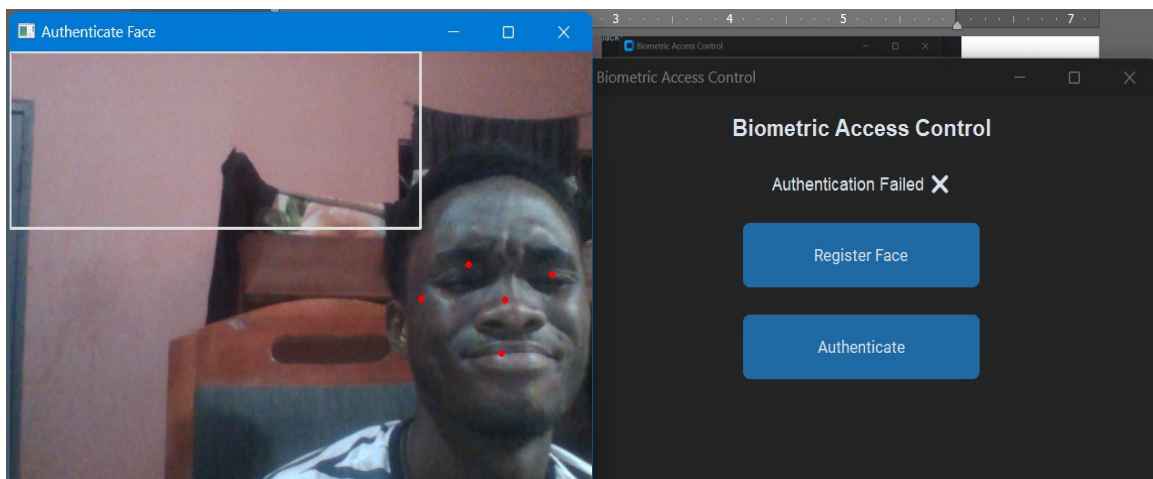 Authenticate Face
3 4 5 7
Biometric Access Control
Biometric Access Control
Biometric Access Control
Authentication Failed ✕
Register Face
Authenticate